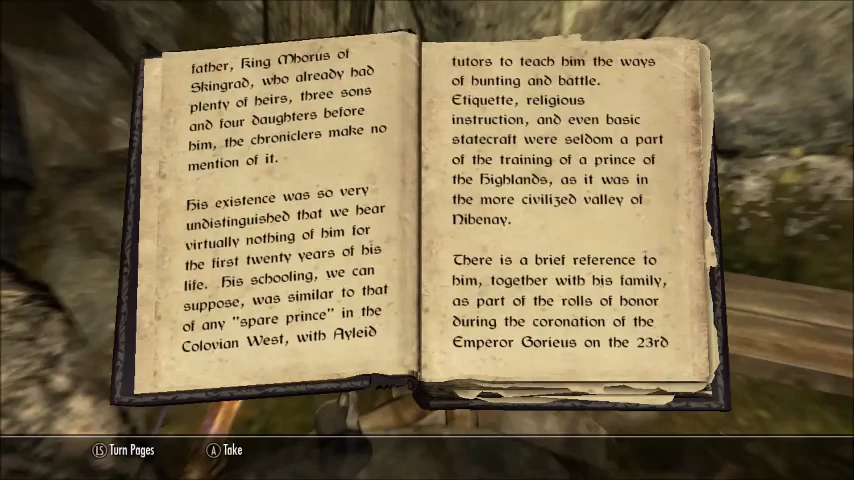 father, King Mhorus of
Skingrad, who already had
plenty of heirs, three sons
and four daughters before
him, the chroniclers make no
mention of it.
His existence was so very
undistinguished that we hear
virtually nothing of him for
the first twenty years of his
life. His schooling, we can
suppose, was similar to that
of any "spare prince" in the
Colovian West, with Ayleid
tutors to teach him the ways
of hunting and battle.
Etiquette, religious
instruction, and even basic
statecraft were seldom a part
of the training of a prince of
the Highlands, as it was in
the more civilized valley of
Nibenay.
There is a brief reference to
him, together with his family,
as part of the rolls of honor
during the coronation of the
Emperor Gorieus on the 23rd
LS Turn Pages
A Take